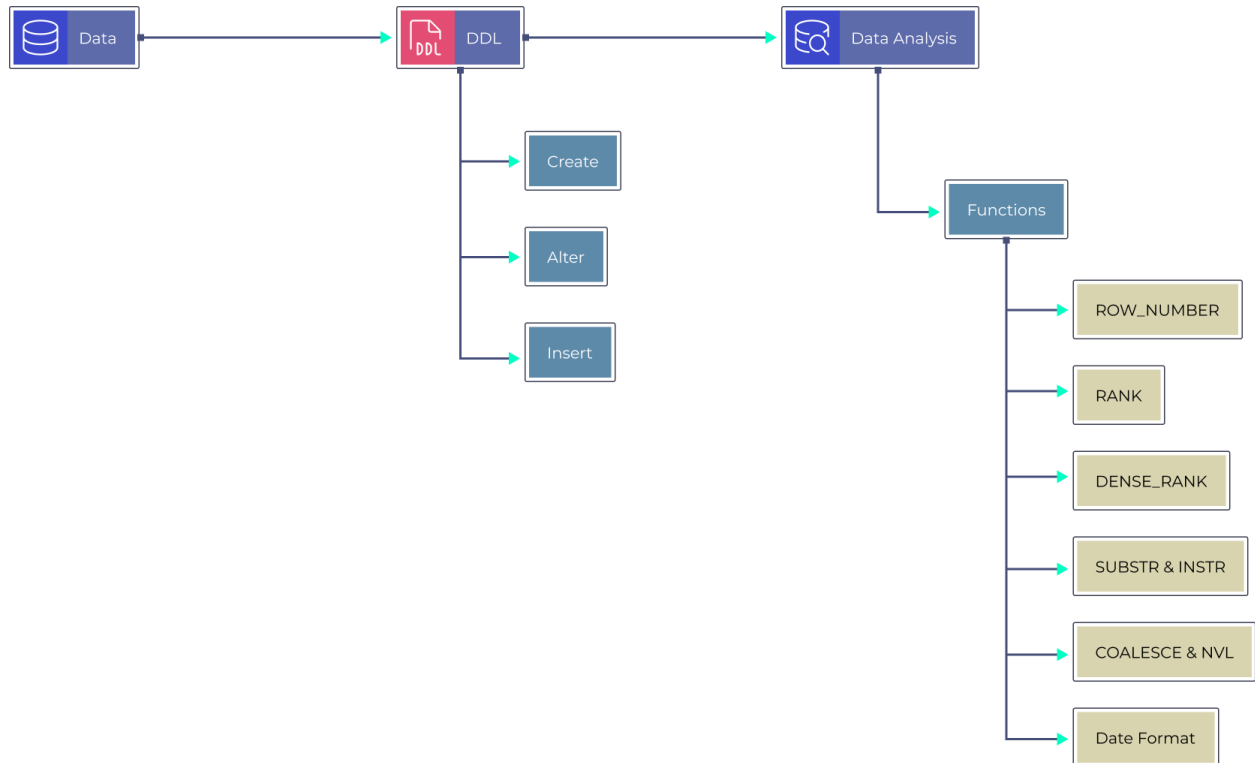 Data
DDL
DDL
Data Analysis
Create
Alter
Insert
Functions
ROW_NUMBER
RANK
DENSE_RANK
SUBSTR & INSTR
COALESCE & NVL
Date Format